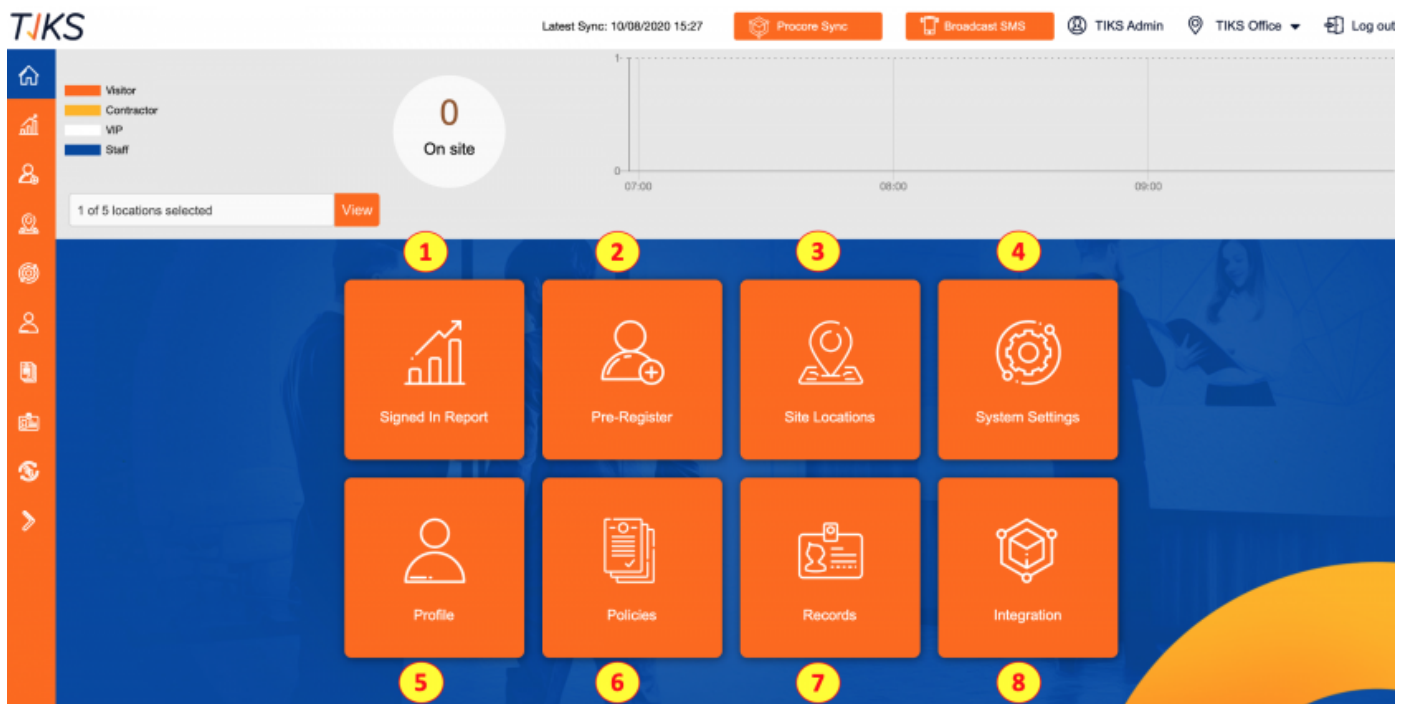 TIKS
Latest Sync: 10/08/2020 15:27
Procore Sync
Broadcast SMS
TIKS Admin
TIKS Office
Log out
Visitor
Contractor
VIP
Staff
0
On site
1
0
07:00
08:00
09:00
1 of 5 locations selected
View
1
2
3
4
Signed In Report
Pre-Register
Site Locations
System Settings
Profile
Policies
Records
Integration
5
6
7
8